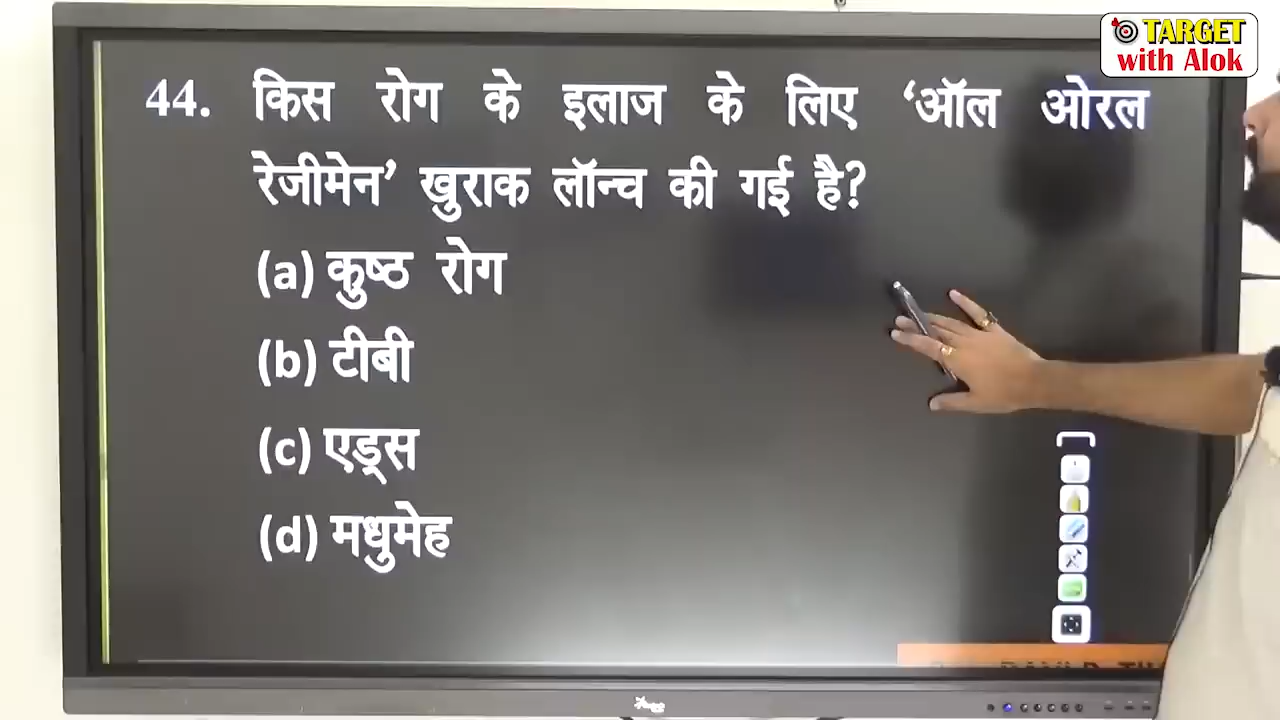 TARGET
with Alok
44. किस रोग के इलाज के लिए ‘ऑल ओरल
रेजीमेन’ खुराक लॉन्च की गई है?
(a) कुष्ठ रोग
(b) टीबी
(c) एड्स
(d) मधुमेह